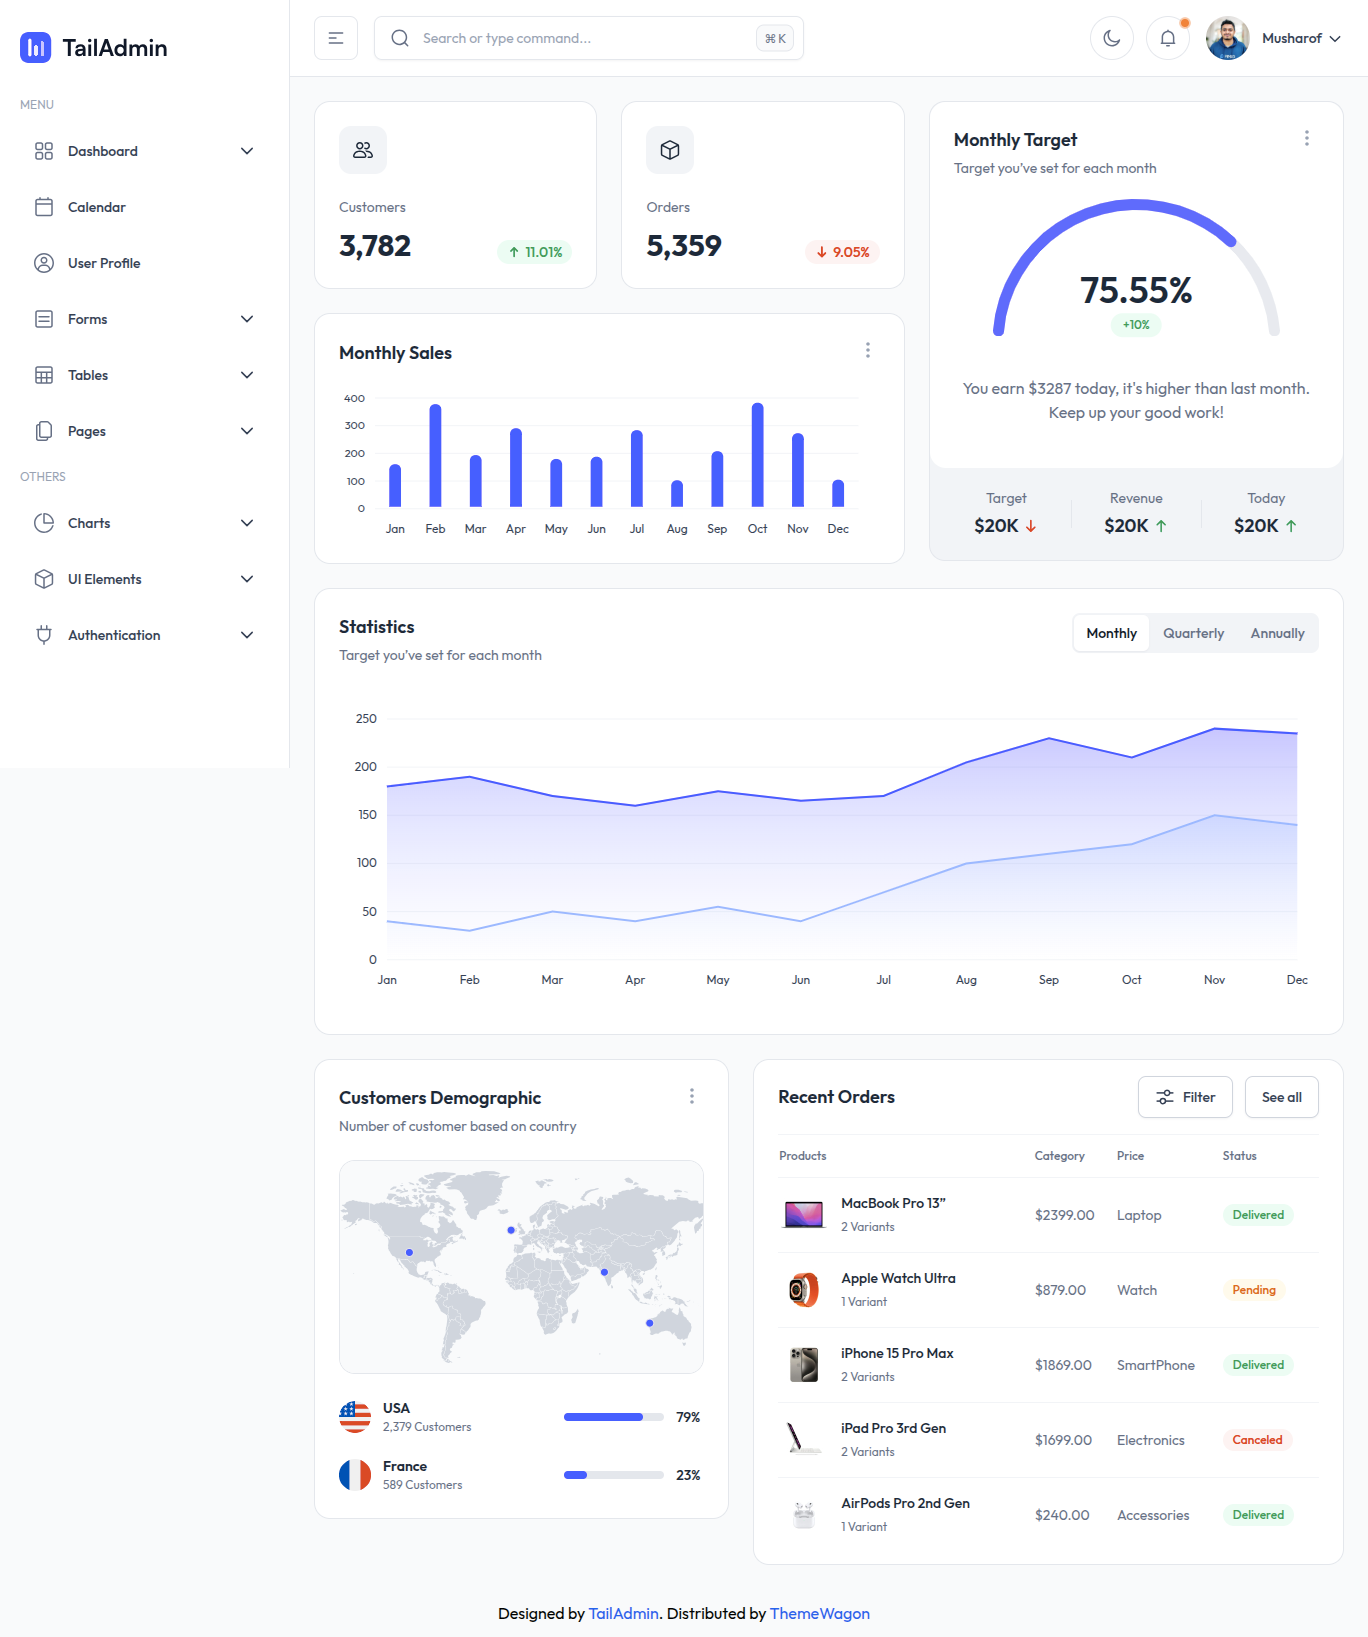 TailAdmin
Search or type command...
⌘ K
Musharof
MENU
Dashboard
Calendar
User Profile
Forms
Tables
Pages
OTHERS
Charts
UI Elements
Authentication
Customers
3,782
11.01%
Orders
5,359
9.05%
Monthly Target
Target you've set for each month
75.55%
+10%
You earn $3287 today, it's higher than last month.
Keep up your good work!
Target
$20K
Revenue
$20K
Today
$20K
Monthly Sales
400
300
200
100
0
Jan Feb Mar Apr May Jun Jul Aug Sep Oct Nov Dec
Statistics
Target you've set for each month
Monthly Quarterly Annually
250
200
150
100
50
0
Jan Feb Mar Apr May Jun Jul Aug Sep Oct Nov Dec
Customers Demographic
Number of customer based on country
USA
2,379 Customers
79%
France
589 Customers
23%
Recent Orders
Filter
See all
Products Category Price Status
MacBook Pro 13”
2 Variants
$2399.00 Laptop Delivered
Apple Watch Ultra
1 Variant
$879.00 Watch Pending
iPhone 15 Pro Max
2 Variants
$1869.00 SmartPhone Delivered
iPad Pro 3rd Gen
2 Variants
$1699.00 Electronics Canceled
AirPods Pro 2nd Gen
1 Variant
$240.00 Accessories Delivered
Designed by TailAdmin. Distributed by ThemeWagon